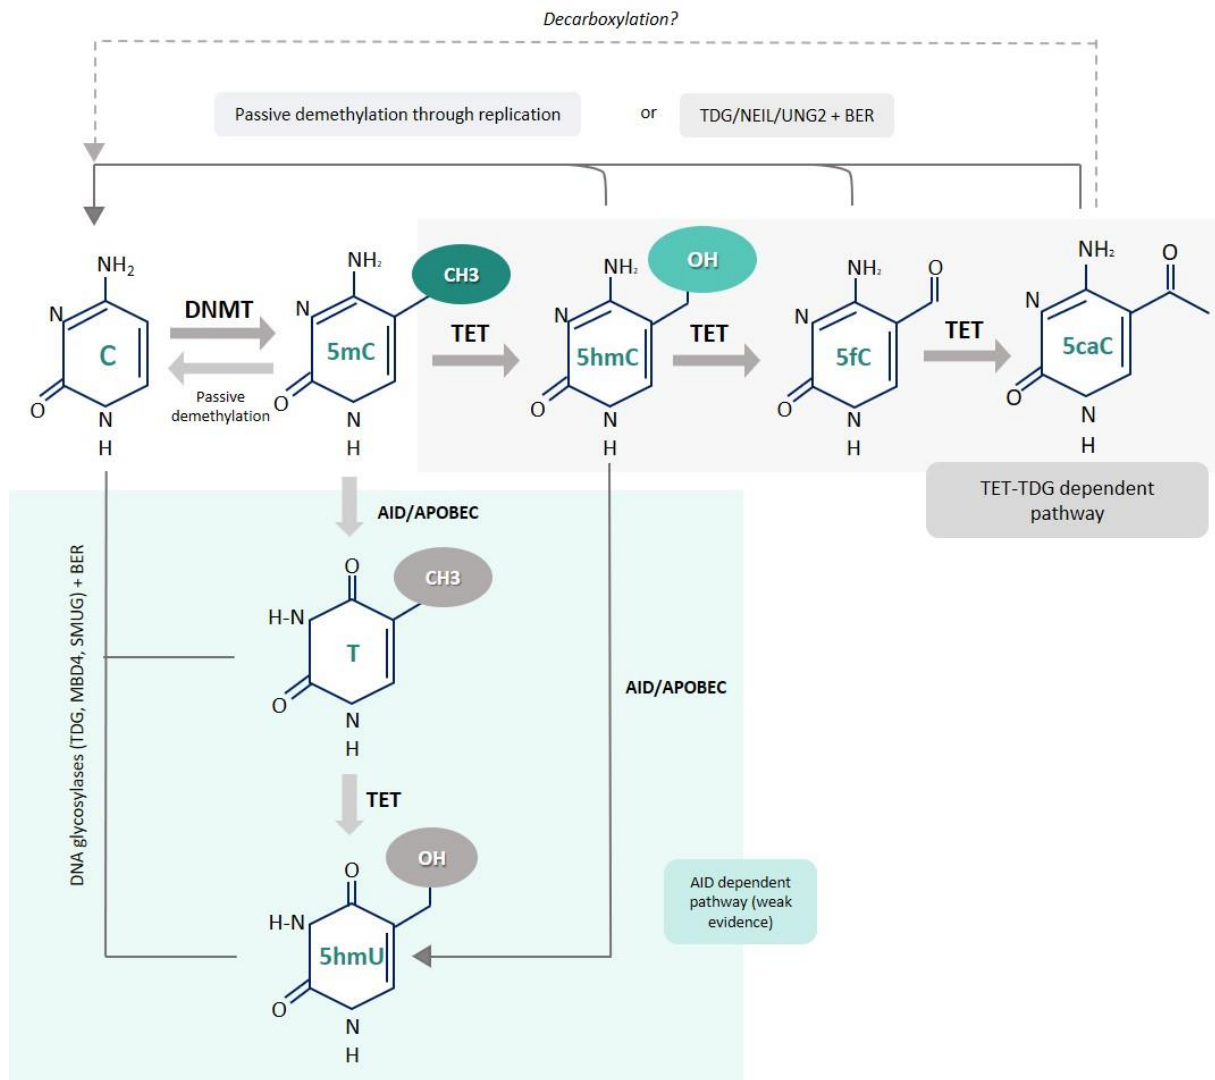 Decarboxylation?
Passive demethylation through replication
or
TDG/NEIL/UNG2 + BER
NH₂
N
C
O
N
H
DNMT
Passive
demethylation
NH₂
CH3
N
5mC
O
N
H
TET
NH₂
OH
N
5hmC
O
N
H
TET
NH₂
O
N
5fC
O
N
H
TET
NH₂
O
N
5caC
O
N
H
TET-TDG dependent
pathway
AID/APOBEC
O
CH3
H-N
T
O
N
H
DNA glycosylases (TDG, MBD4, SMUG) + BER
AID/APOBEC
TET
O
OH
H-N
5hmU
O
N
H
AID dependent
pathway (weak
evidence)